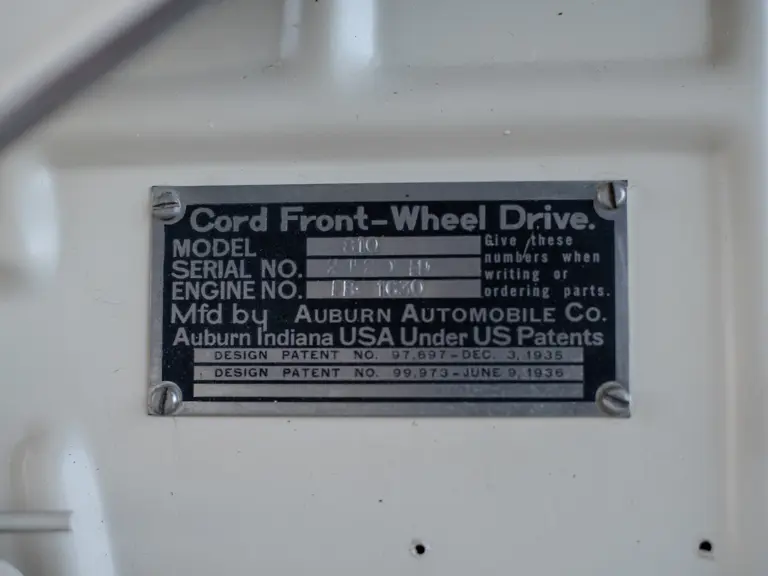 Cord Front-Wheel Drive.
MODEL 810
SERIAL NO.
ENGINE NO. FB 1630
Give these
numbers when
writing or
ordering parts.
Mfd by AUBURN AUTOMOBILE CO.
Auburn Indiana USA Under US Patents
DESIGN PATENT NO. 97,697-DEC. 3, 1935
DESIGN PATENT NO. 99,973-JUNE 9, 1936